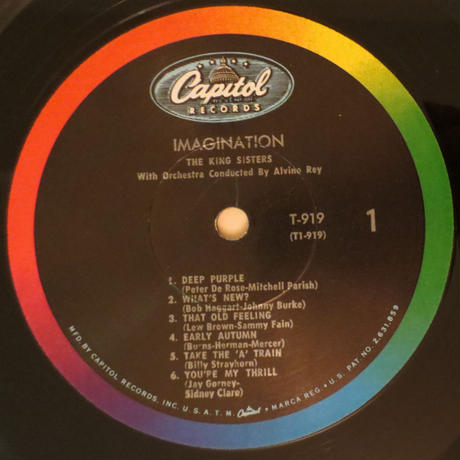 Capitol
RECORDS
IMAGINATION
THE KING SISTERS
With Orchestra Conducted By Alvino Rey
T-919
(T1-919)
1
1. DEEP PURPLE
(Peter De Rose-Mitchell Parish)
2. WHAT'S NEW?
(Bob Haggart-Johnny Burke)
3. THAT OLD FEELING
(Lew Brown-Sammy Fain)
4. EARLY AUTUMN
(Burns-Herman-Mercer)
5. TAKE THE 'A' TRAIN
(Billy Strayhorn)
6. YOU'RE MY THRILL
(Jay Gorney-
Sidney Clare)
MFD. BY CAPITOL RECORDS, INC. U.S.A. T.M. Capitol MARCA REG. • U.S. PAT. NO. 2,631,859